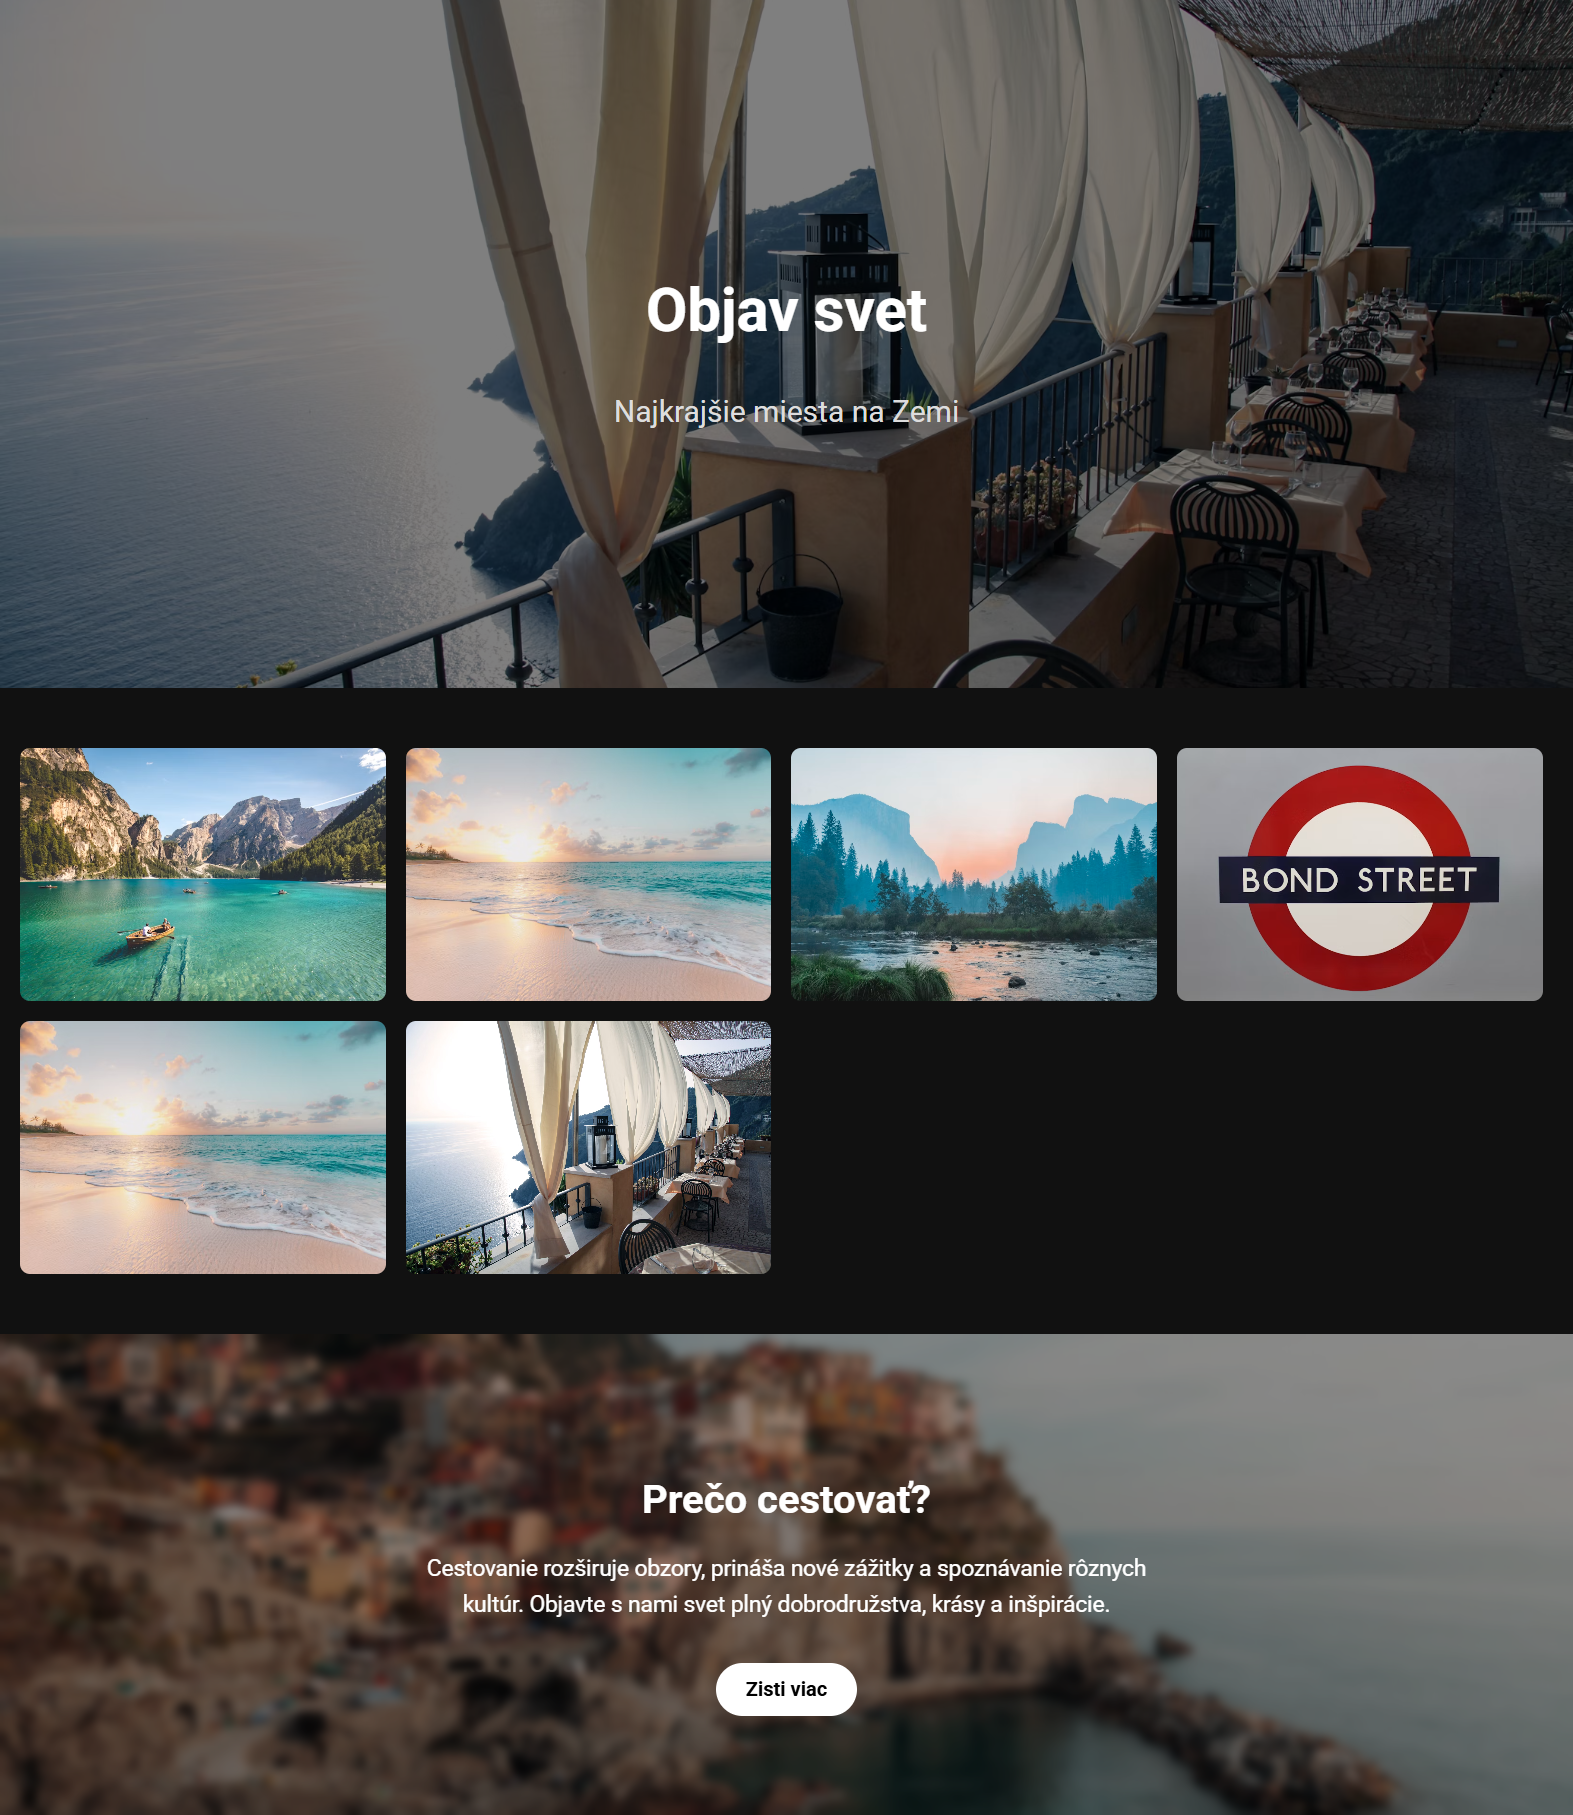 Objav svet
Najkrajšie miesta na Zemi
BOND STREET
Prečo cestovať?
Cestovanie rozširuje obzory, prináša nové zážitky a spoznávanie rôznych
kultúr. Objavte s nami svet plný dobrodružstva, krásy a inšpirácie.
Zisti viac